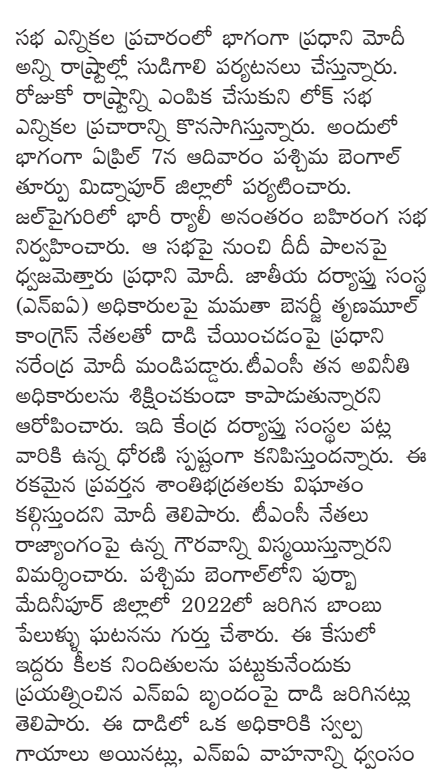 సభ ఎన్నికల ప్రచారంలో భాగంగా ప్రధాని మోదీ
అన్ని రాష్ట్రాల్లో సుడిగాలి పర్యటనలు చేస్తున్నారు.
రోజుకో రాష్ట్రాన్ని ఎంపిక చేసుకుని లోక్ సభ
ఎన్నికల ప్రచారాన్ని కొనసాగిస్తున్నారు. అందులో
భాగంగా ఏప్రిల్ 7న ఆదివారం పశ్చిమ బెంగాల్
తూర్పు మిడ్నాపూర్ జిల్లాలో పర్యటించారు.
జల్‌పైగురిలో భారీ ర్యాలీ అనంతరం బహిరంగ సభ
నిర్వహించారు. ఆ సభపై నుంచి దీదీ పాలనపై
ధ్వజమెత్తారు ప్రధాని మోదీ. జాతీయ దర్యాప్తు సంస్థ
(ఎన్ఐఏ) అధికారులపై మమతా బెనర్జీ తృణమూల్
కాంగ్రెస్ నేతలతో దాడి చేయించడంపై ప్రధాని
నరేంద్ర మోదీ మండిపడ్డారు.టీఎంసీ తన అవినీతి
అధికారులను శిక్షించకుండా కాపాడుతున్నారని
ఆరోపించారు. ఇది కేంద్ర దర్యాప్తు సంస్థల పట్ల
వారికి ఉన్న ధోరణి స్పష్టంగా కనిపిస్తుందన్నారు. ఈ
రకమైన ప్రవర్తన శాంతిభద్రతలకు విఘాతం
కల్గిస్తుందని మోదీ తెలిపారు. టీఎంసీ నేతలు
రాజ్యాంగంపై ఉన్న గౌరవాన్ని విస్మయిస్తున్నారని
విమర్శించారు. పశ్చిమ బెంగాల్‌లోని పుర్బా
మేదినీపూర్ జిల్లాలో 2022లో జరిగిన బాంబు
పేలుళ్ళు ఘటనను గుర్తు చేశారు. ఈ కేసులో
ఇద్దరు కీలక నిందితులను పట్టుకునేందుకు
ప్రయత్నించిన ఎన్ఐఏ బృందంపై దాడి జరిగినట్లు
తెలిపారు. ఈ దాడిలో ఒక అధికారికి స్వల్ప
గాయాలు అయినట్లు, ఎన్ఐఏ వాహనాన్ని ధ్వంసం